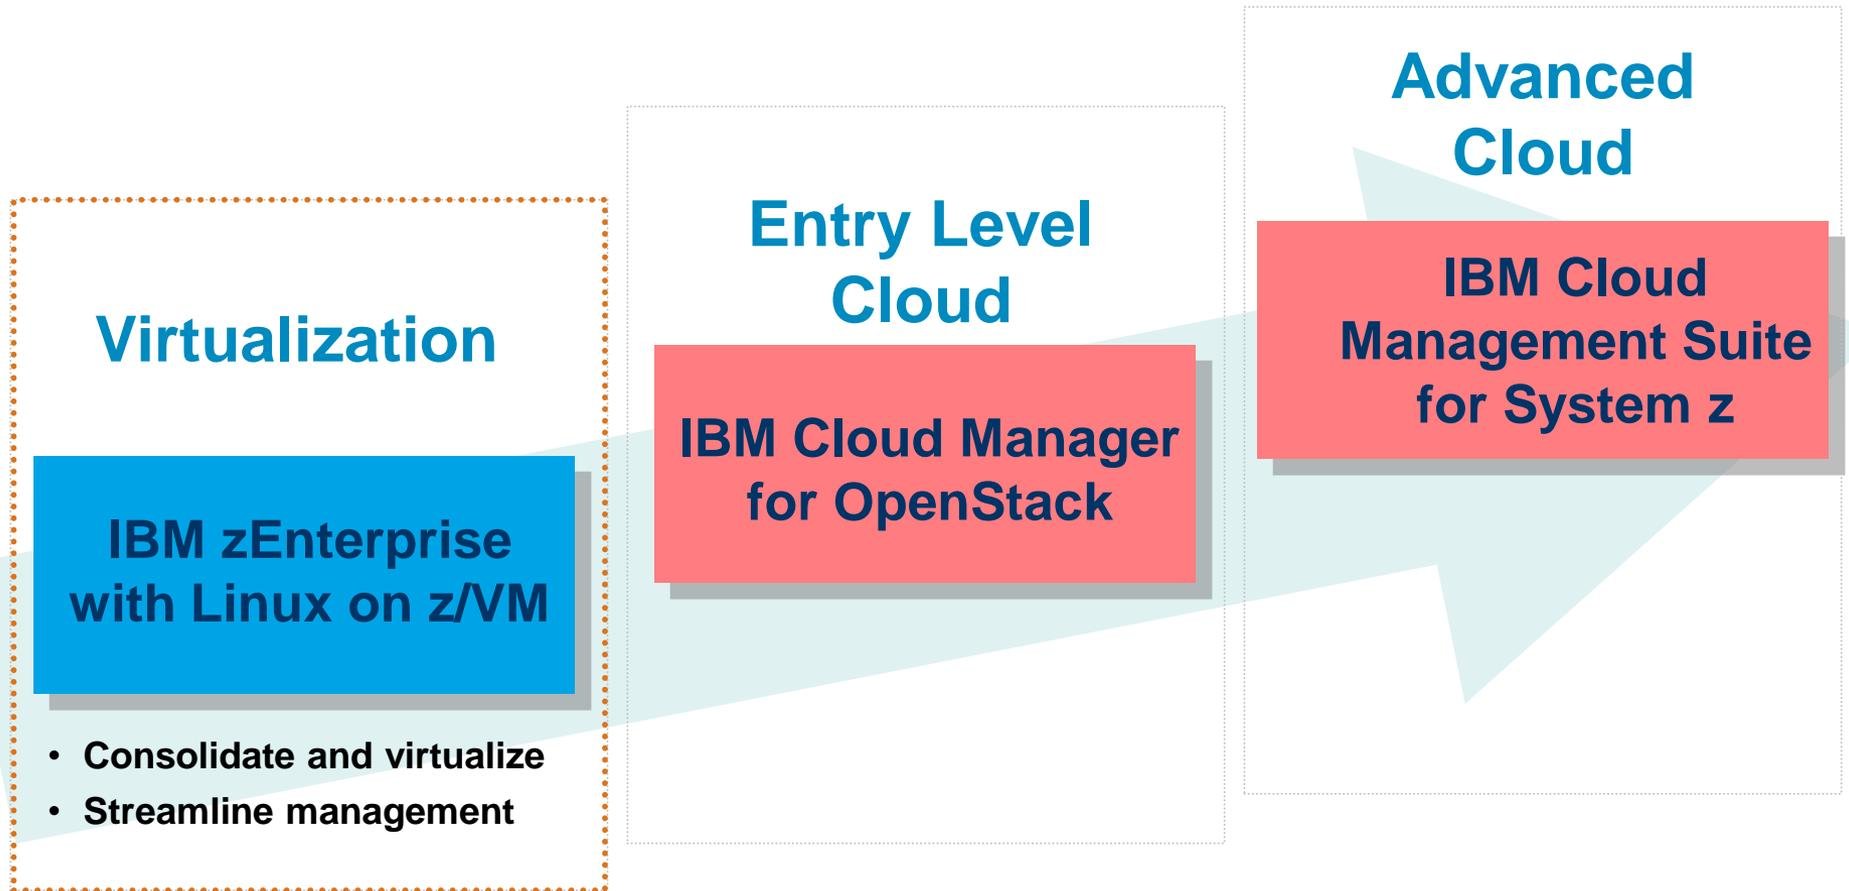 Virtualization
IBM zEnterprise
with Linux on z/VM
• Consolidate and virtualize
• Streamline management
Entry Level
Cloud
IBM Cloud Manager
for OpenStack
Advanced
Cloud
IBM Cloud
Management Suite
for System z